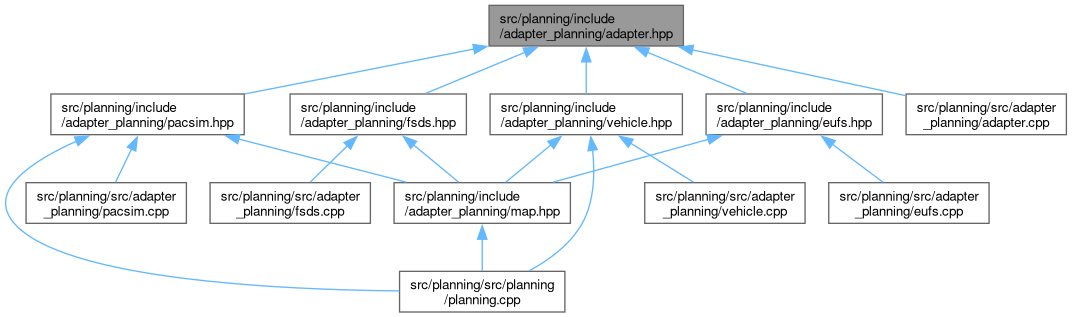 src/planning/include
/adapter_planning/adapter.hpp
src/planning/include
/adapter_planning/pacsim.hpp
src/planning/include
/adapter_planning/fsds.hpp
src/planning/include
/adapter_planning/vehicle.hpp
src/planning/include
/adapter_planning/eufs.hpp
src/planning/src/adapter
_planning/adapter.cpp
src/planning/src/adapter
_planning/pacsim.cpp
src/planning/src/adapter
_planning/fsds.cpp
src/planning/include
/adapter_planning/map.hpp
src/planning/src/adapter
_planning/vehicle.cpp
src/planning/src/adapter
_planning/eufs.cpp
src/planning/src/planning
/planning.cpp